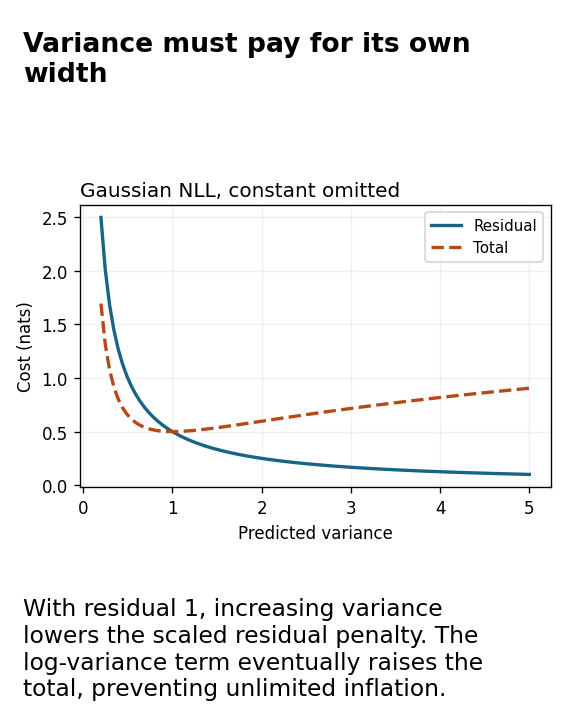 Variance must pay for its own
width
Gaussian NLL, constant omitted
2.5
2.0
1.5
1.0
0.5
0.0
Cost (nats)
Residual
Total
0 1 2 3 4 5
Predicted variance
With residual 1, increasing variance
lowers the scaled residual penalty. The
log-variance term eventually raises the
total, preventing unlimited inflation.